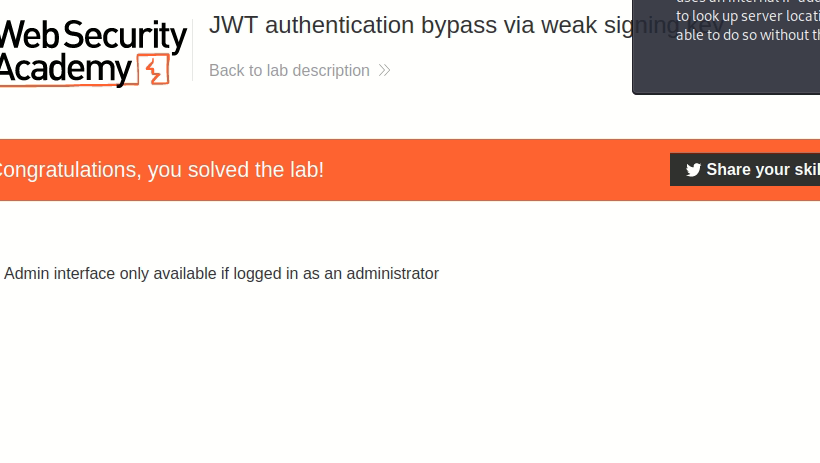 Web Security
Academy
JWT authentication bypass via weak signing key
Back to lab description
to look up server locati
able to do so without th
Congratulations, you solved the lab!
Share your skil
Admin interface only available if logged in as an administrator